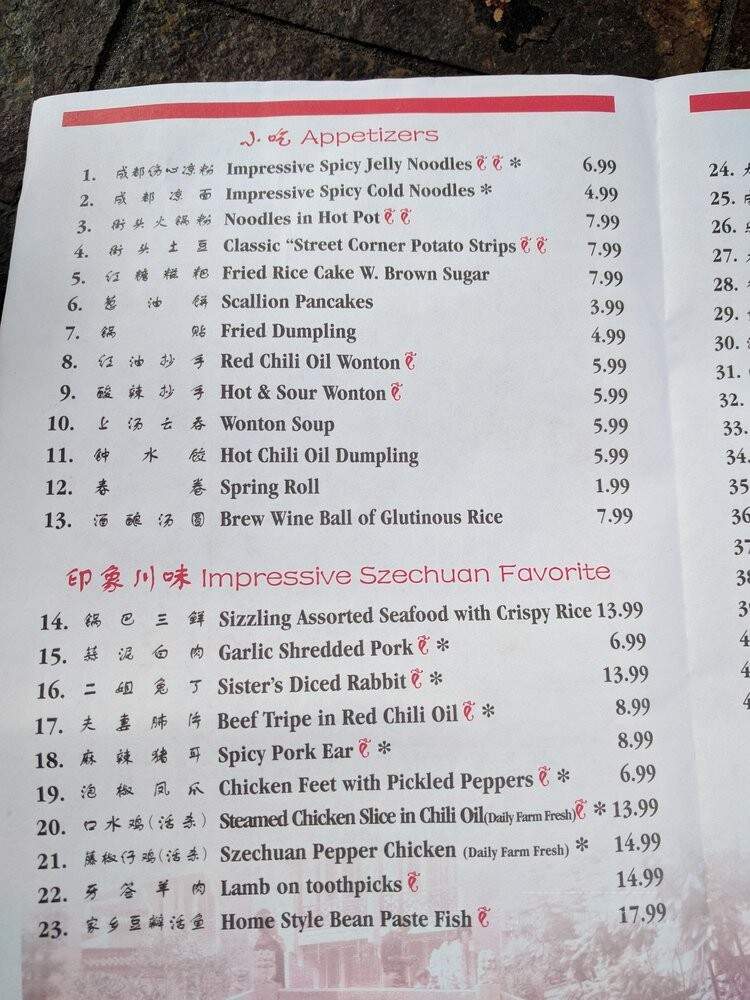 小吃 Appetizers
1. 成都伤心凉粉 Impressive Spicy Jelly Noodles * 6.99
2. 成都凉面 Impressive Spicy Cold Noodles * 4.99
3. 街头火锅粉 Noodles in Hot Pot 7.99
4. 街头土豆 Classic “Street Corner Potato Strips 7.99
5. 红糖糍粑 Fried Rice Cake W. Brown Sugar 7.99
6. 葱油饼 Scallion Pancakes 3.99
7. 锅贴 Fried Dumpling 4.99
8. 红油抄手 Red Chili Oil Wonton 5.99
9. 酸辣抄手 Hot & Sour Wonton 5.99
10. 上汤云吞 Wonton Soup 5.99
11. 钟水饺 Hot Chili Oil Dumpling 5.99
12. 春卷 Spring Roll 1.99
13. 酒酿汤圆 Brew Wine Ball of Glutinous Rice 7.99
印象川味 Impressive Szechuan Favorite
14. 锅巴三鲜 Sizzling Assorted Seafood with Crispy Rice 13.99
15. 蒜泥白肉 Garlic Shredded Pork * 6.99
16. 二姐兔丁 Sister's Diced Rabbit * 13.99
17. 夫妻肺片 Beef Tripe in Red Chili Oil * 8.99
18. 麻辣猪耳 Spicy Pork Ear * 8.99
19. 泡椒凤爪 Chicken Feet with Pickled Peppers * 6.99
20. 口水鸡(活杀) Steamed Chicken Slice in Chili Oil(Daily Farm Fresh) * 13.99
21. 藤椒仔鸡(活杀) Szechuan Pepper Chicken (Daily Farm Fresh) * 14.99
22. 牙签羊肉 Lamb on toothpicks 14.99
23. 家乡豆瓣活鱼 Home Style Bean Paste Fish 17.99
24.
25.
26.
27.
28.
29.
30.
31.
32.
33.
34.
35
36
37
38